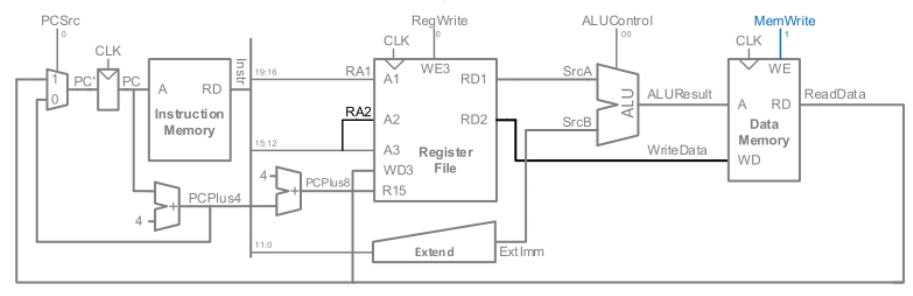 PCSrc
0
RegWrite
0
ALUControl
00
MemWrite
1
CLK
CLK
CLK
1
0
PC'
PC
A RD
Instruction
Memory
Instr
19:16
RA1
A1
WE3
RD1
SrcA
RA2
A2
RD2
15:12
A3
WD3
R15
Register
File
SrcB
ALU
ALUResult
WE
A RD
Data
Memory
WD
ReadData
WriteData
4
+
PCPlus8
PCPlus4
4
+
11:0
Extend
ExtImm